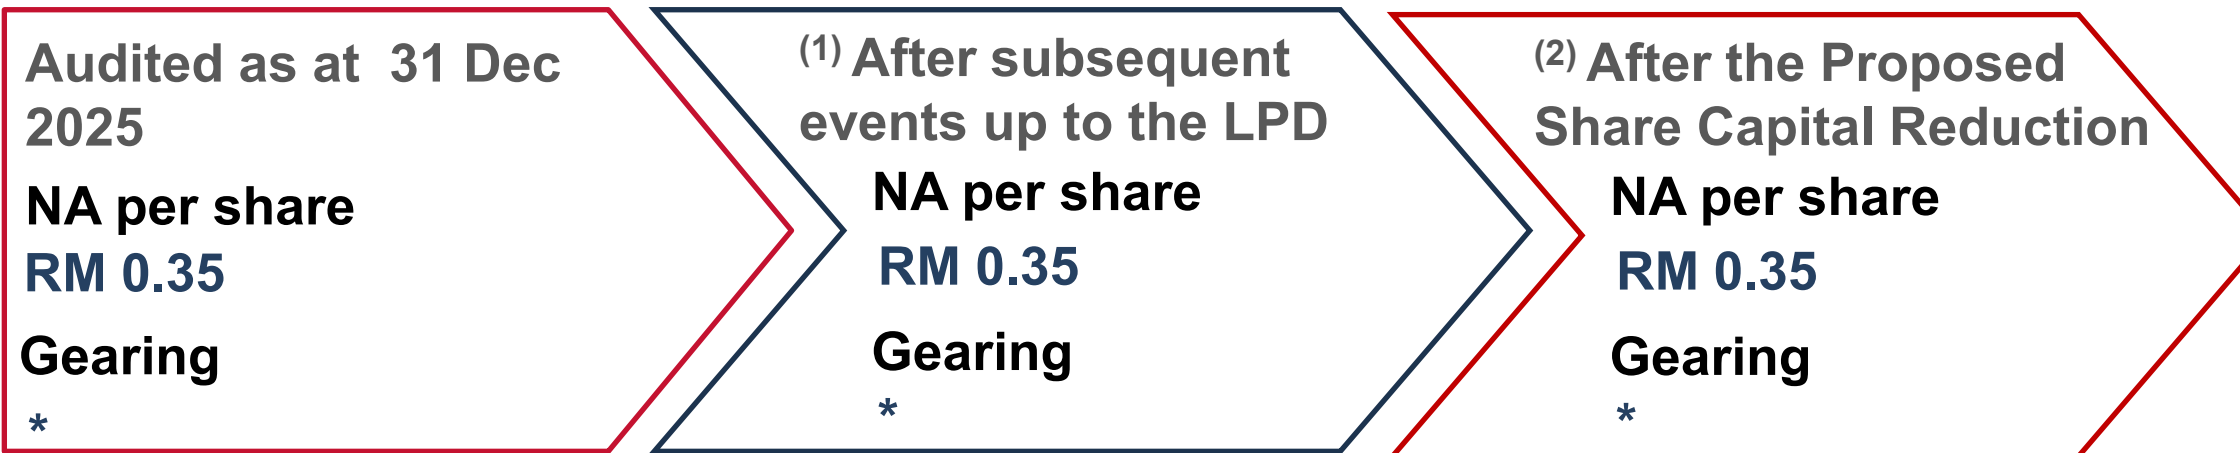 Audited as at 31 Dec
2025
NA per share
RM 0.35
Gearing
*
(1) After subsequent
events up to the LPD
NA per share
RM 0.35
Gearing
*
(2) After the Proposed
Share Capital Reduction
NA per share
RM 0.35
Gearing
*